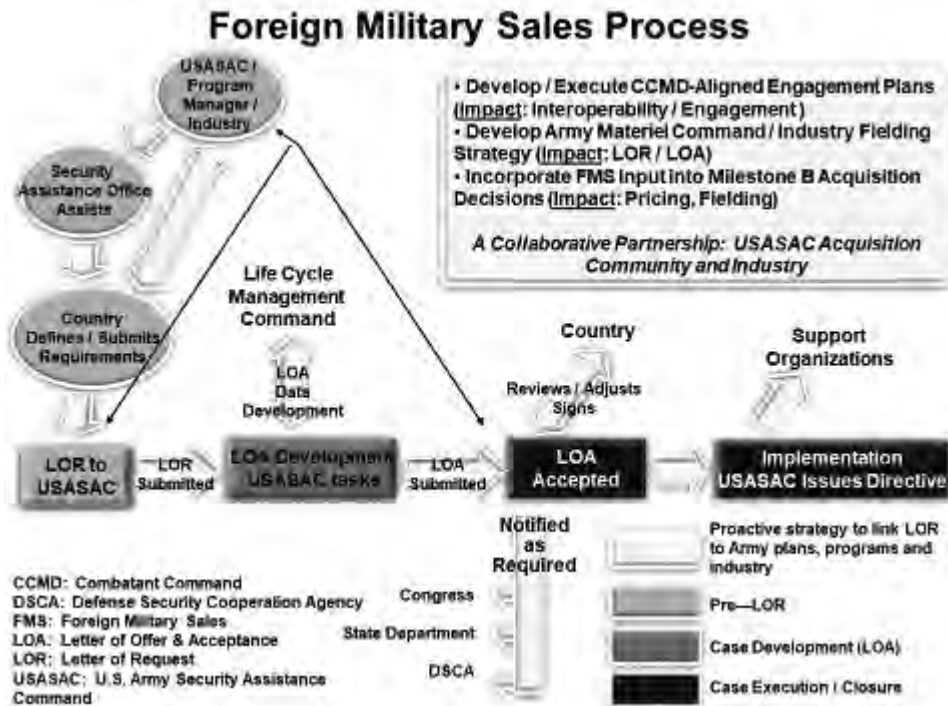 Foreign Military Sales Process
USASAC /
Program
Manager /
Industry
Security
Assistance Office
Assists
Country
Defines / Submits
Requirements
• Develop / Execute CCMD-Aligned Engagement Plans
(Impact: Interoperability / Engagement )
• Develop Army Materiel Command / Industry Fielding
Strategy (Impact: LOR / LOA)
• Incorporate FMS Input into Milestone B Acquisition
Decisions (Impact: Pricing, Fielding)
A Collaborative Partnership: USASAC Acquisition
Community and Industry
Life Cycle
Management
Command
LOA
Data
Development
Country
Reviews / Adjusts
Signs
Support
Organizations
LOR to
USASAC
LOR
Submitted
LOA Development
USASAC tasks
LOA
Submitted
LOA
Accepted
Implementation
USASAC Issues Directive
Notified
as
Required
Congress
State Department
DSCA
CCMD: Combatant Command
DSCA: Defense Security Cooperation Agency
FMS: Foreign Military Sales
LOA: Letter of Offer & Acceptance
LOR: Letter of Request
USASAC: U.S. Army Security Assistance
Command
Proactive strategy to link LOR
to Army plans, programs and
industry
Pre—LOR
Case Development (LOA)
Case Execution / Closure